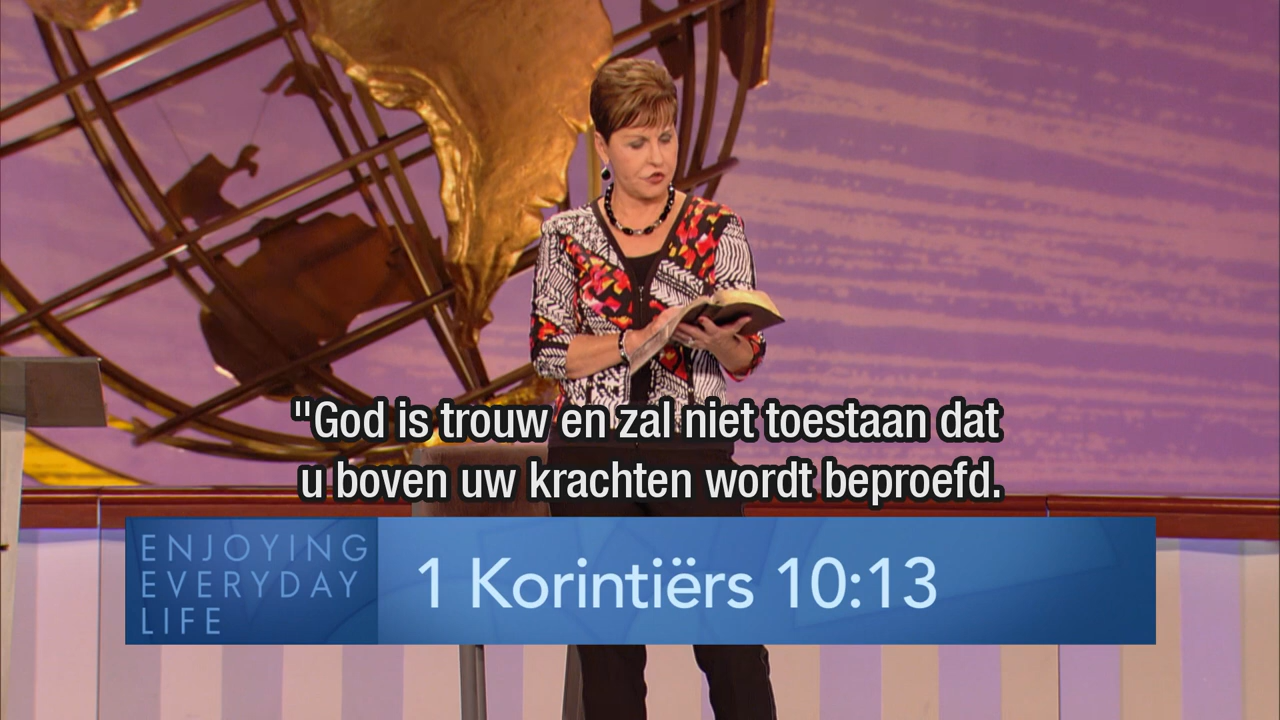 "God is trouw en zal niet toestaan dat
u boven uw krachten wordt beproefd.
ENJOYING
EVERYDAY
LIFE
1 Korintiërs 10:13